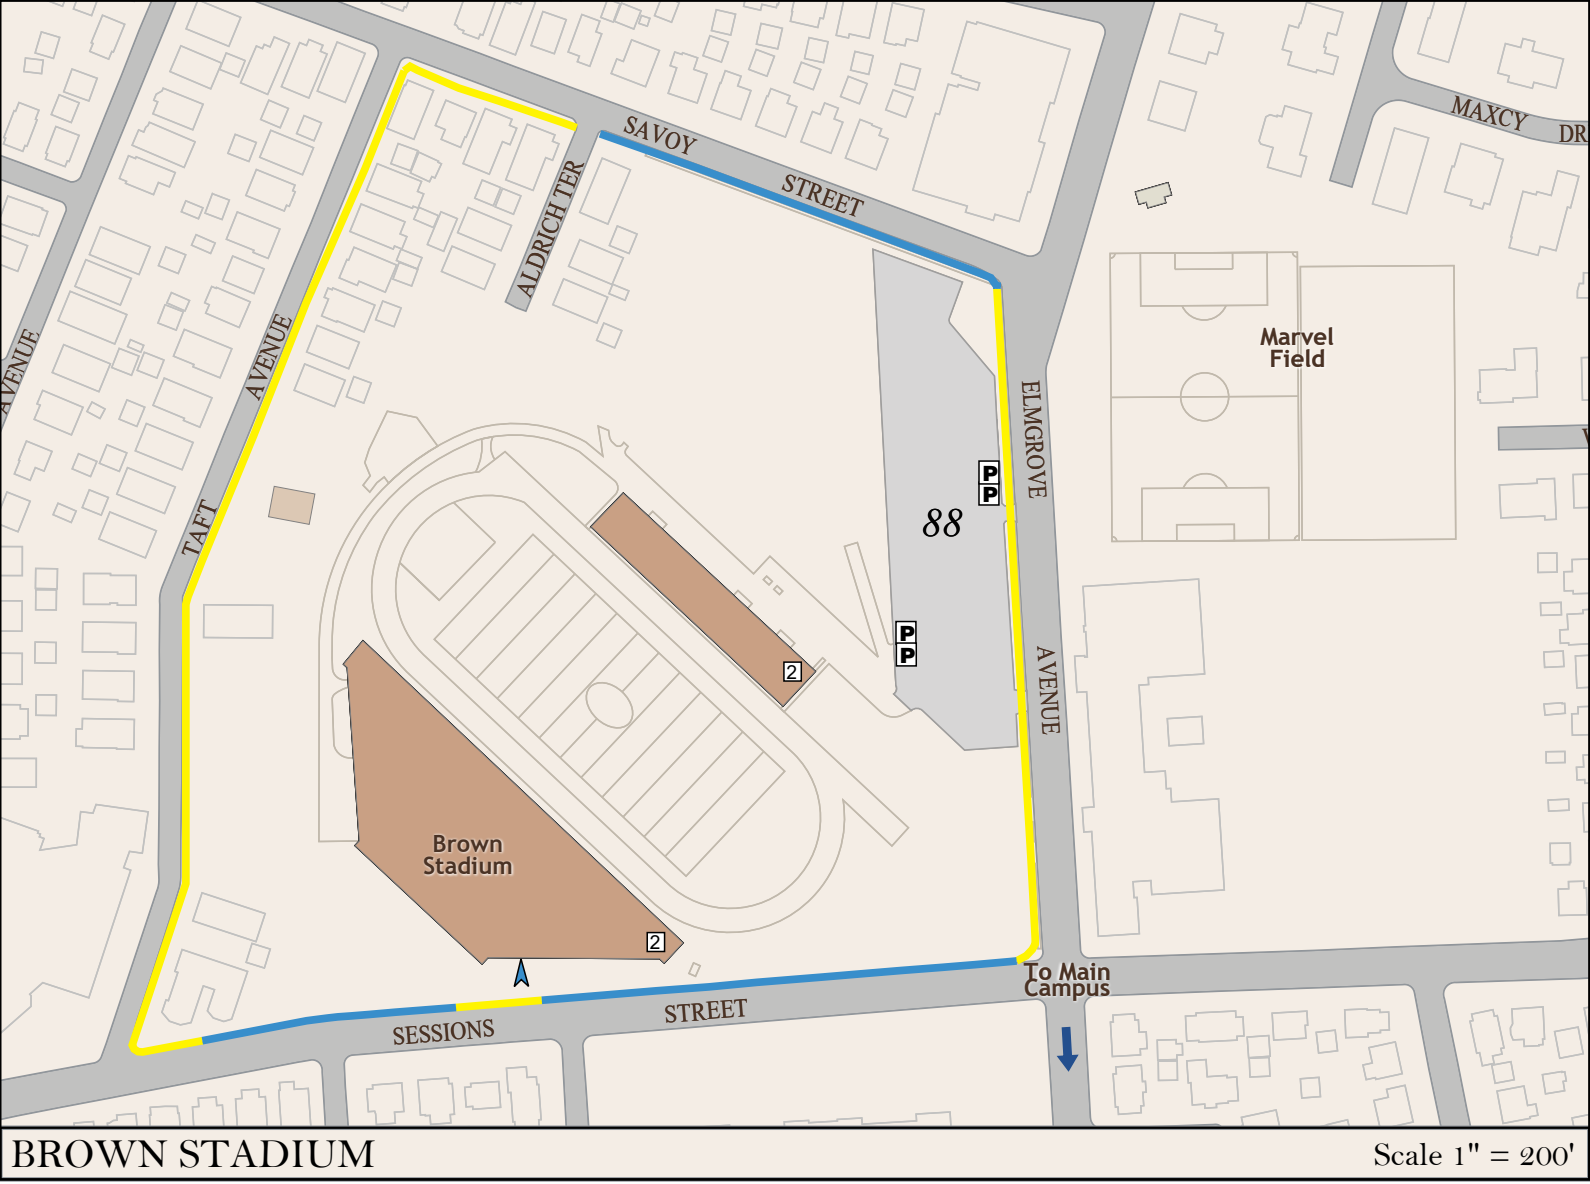 SAVOY
STREET
MAXCY
DR
ALDRICH TER
AVENUE
AVENUE
TAFT
Marvel
Field
ELMGROVE
AVENUE
P
P
88
P
P
2
Brown
Stadium
2
To Main
Campus
SESSIONS
STREET
BROWN STADIUM
Scale 1" = 200'